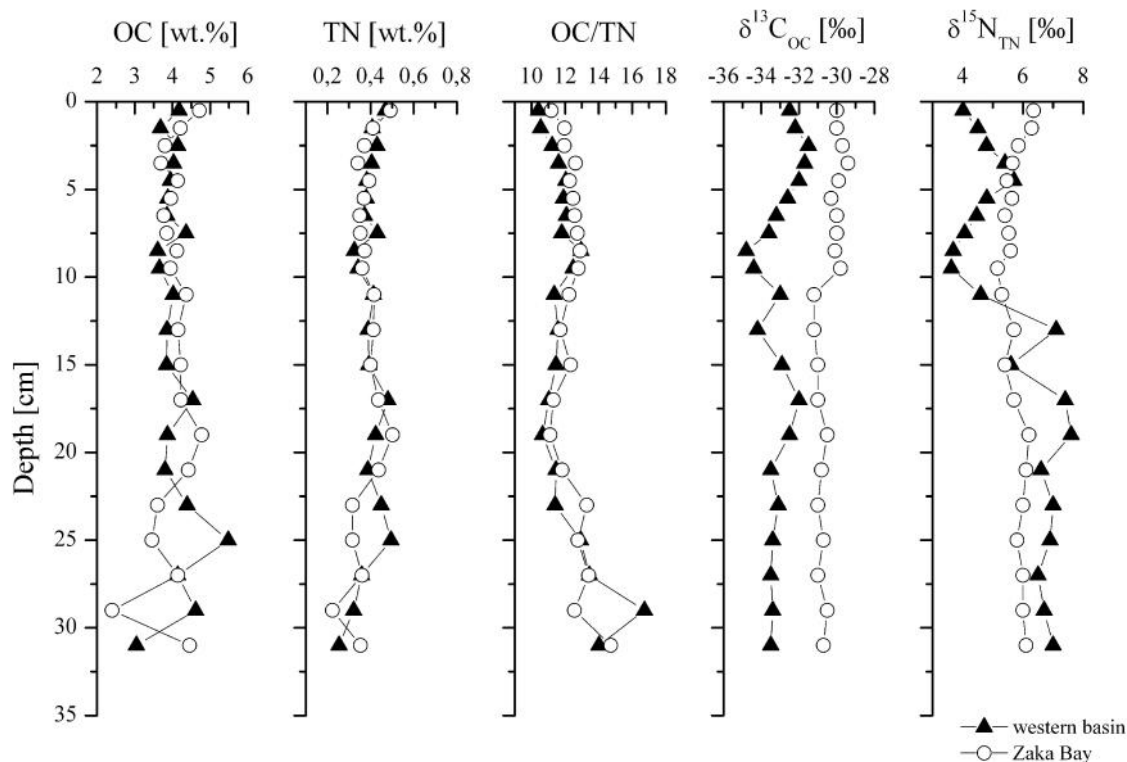 OC [wt.%] TN [wt.%] OC/TN δ¹³C_OC [‰] δ¹⁵N_TN [‰]
2 3 4 5 6 0,2 0,4 0,6 0,8 10 12 14 16 18 -36 -34 -32 -30 -28 4 6 8
0
5
10
15
20
25
30
35
Depth [cm]
western basin
Zaka Bay